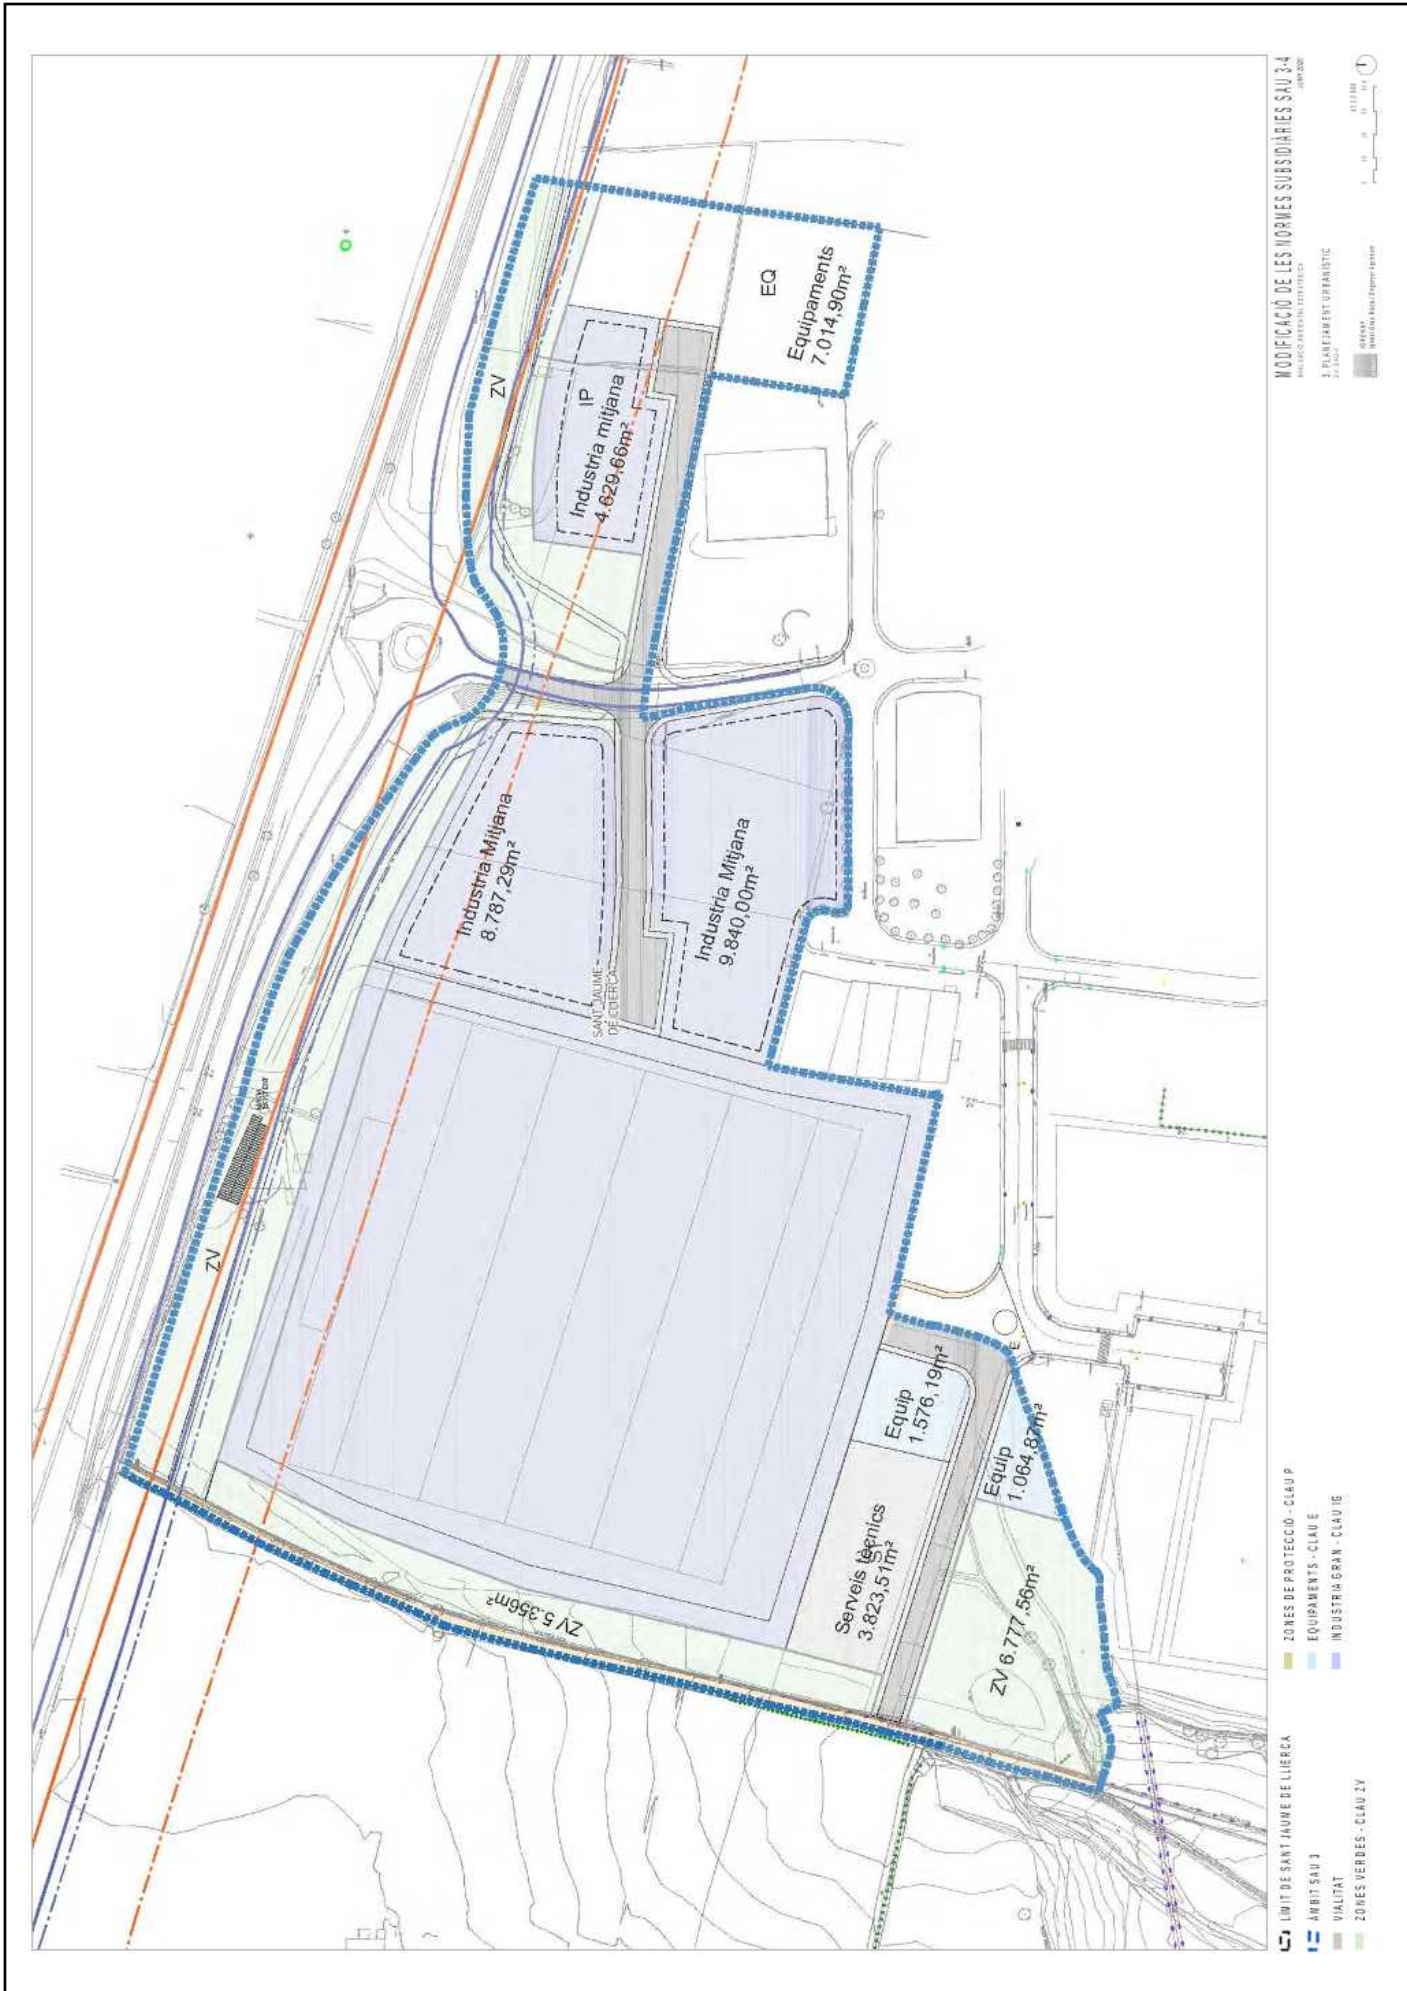 MODIFICACIÓ DE LES NORMES SUBSIDIÀRIES SAU 3-4
JUNY 2020
3. PLANEJAMENT URBANÍSTIC
ZV
EQ
Equipaments
7.014,90m²
IP
Industria mitjana
4.629,66m²
Industria Mitjana
8.787,29m²
Industria Mitjana
9.840,00m²
SANT JAUME
ZV
Equip
1.576,19m²
E
Equip
1.064,87m²
Serveis tècnics
3.823,51m²
ZV 5.356m²
ZV 6.777,56m²
LÍMIT DE SANT JAUME DE LLIERCA
ÀMBIT SAU 3
VIALITAT
ZONES VERDES - CLAU ZV
ZONES DE PROTECCIÓ - CLAU P
EQUIPAMENTS - CLAU E
INDUSTRIA GRAN - CLAU IG